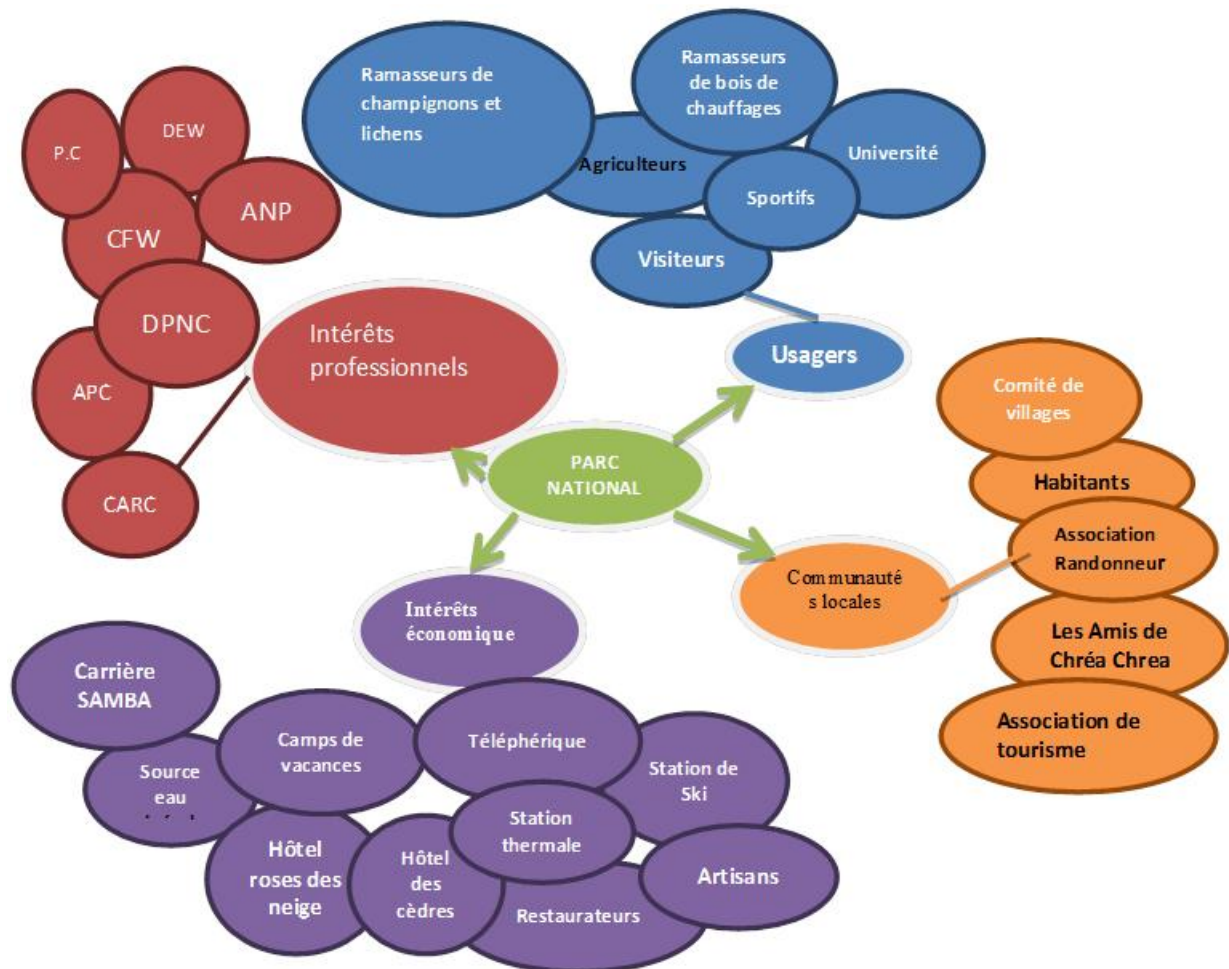 Ramasseurs de
champignons et
lichens
Ramasseurs
de bois de
chauffages
Agriculteurs
Université
Sportifs
Visiteurs
Usagers
P.C
DEW
ANP
CFW
DPNC
APC
CARC
Intérêts
professionnels
PARC
NATIONAL
Comité de
villages
Habitants
Association
Randonneur
Les Amis de
Chréa Chrea
Association de
tourisme
Communauté
s locales
Intérêts
économique
Carrière
SAMBA
Source
eau
Camps de
vacances
Téléphérique
Station de
Ski
Station
thermale
Hôtel
roses des
neige
Hôtel
des
cèdres
Restaurateurs
Artisans